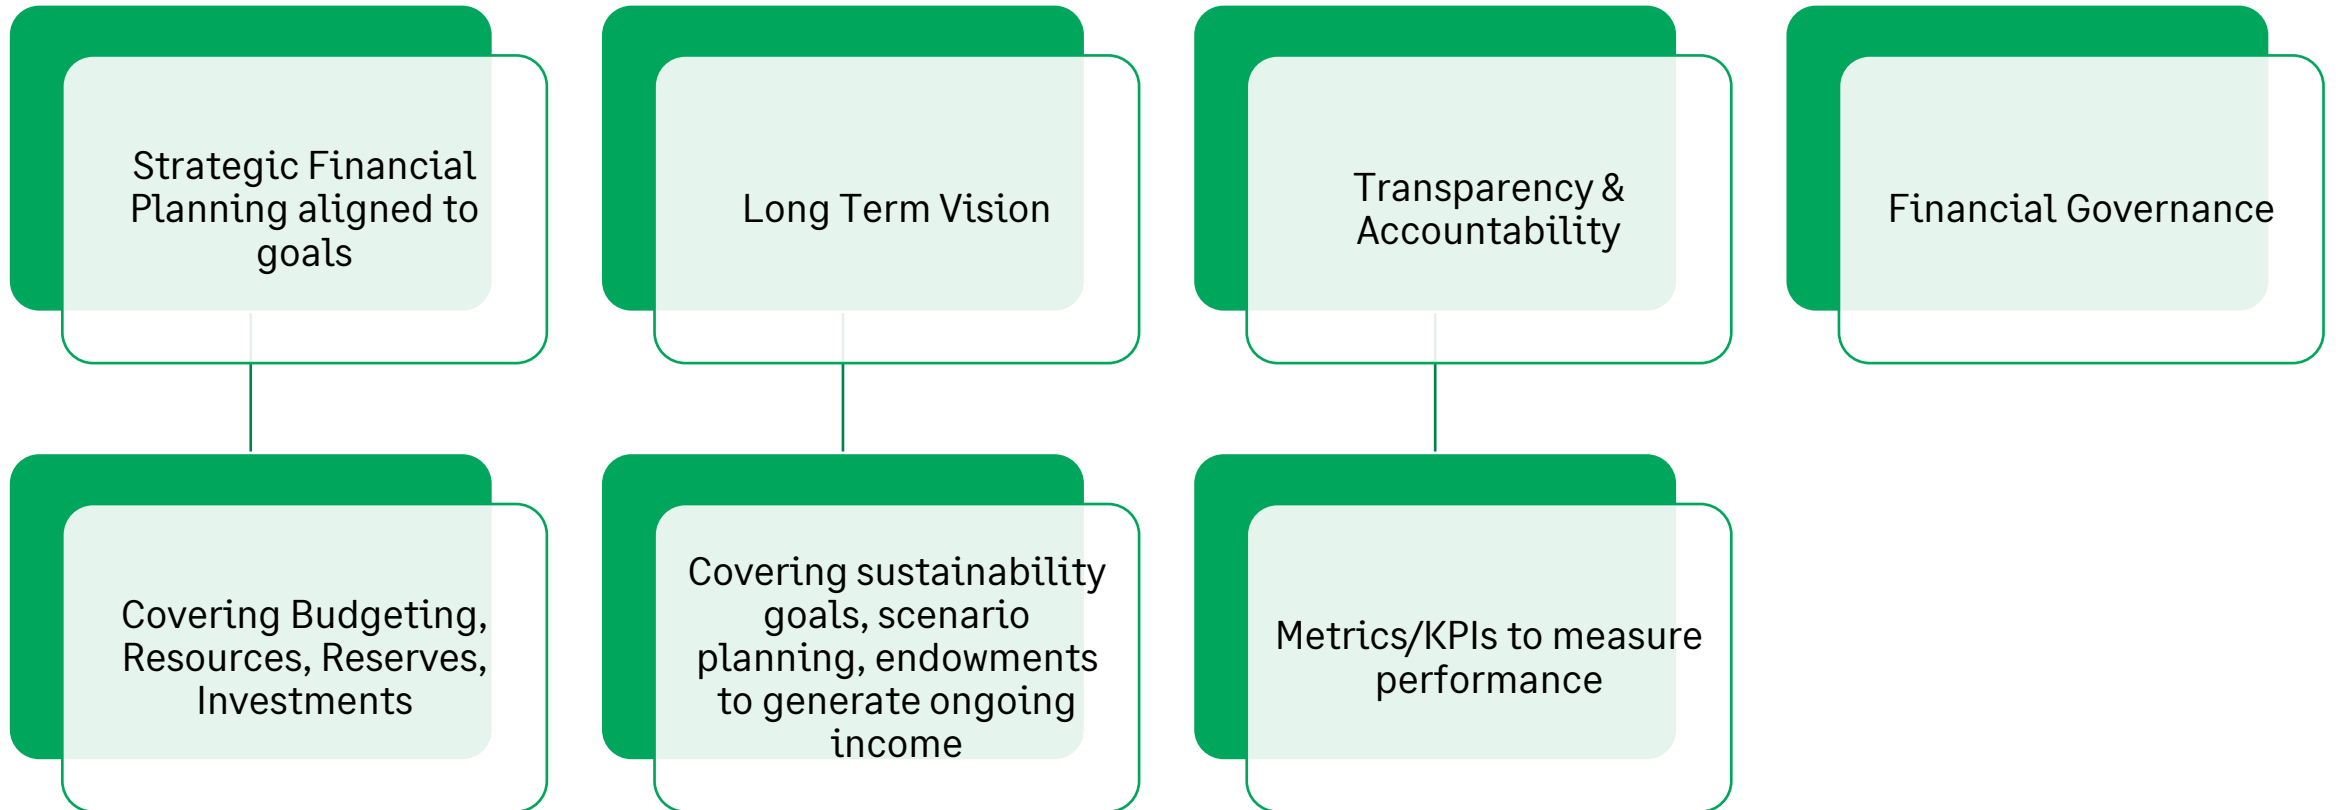 Strategic Financial
Planning aligned to
goals
Long Term Vision
Transparency &
Accountability
Financial Governance
Covering Budgeting,
Resources, Reserves,
Investments
Covering sustainability
goals, scenario
planning, endowments
to generate ongoing
income
Metrics/KPIs to measure
performance